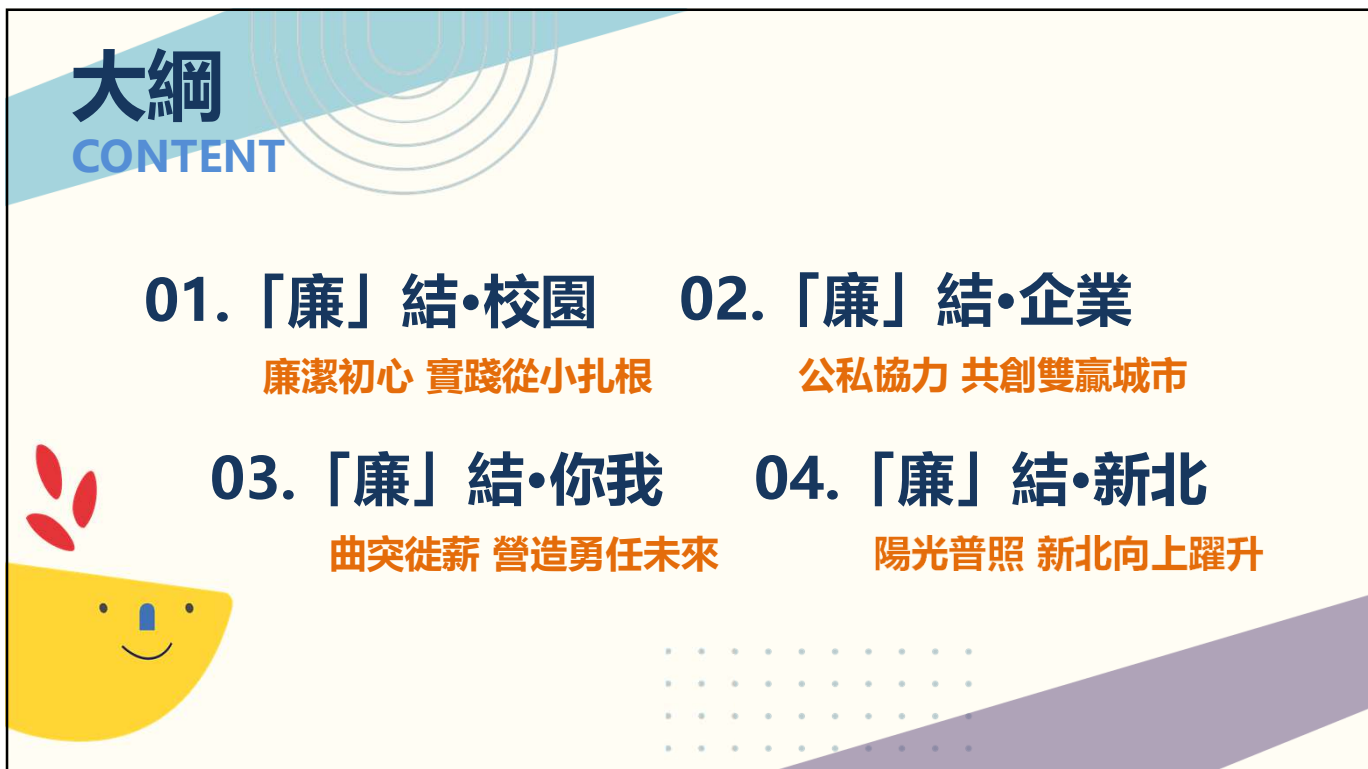 大綱
CONTENT
01.「廉」結•校園
廉潔初心 實踐從小扎根
02.「廉」結•企業
公私協力 共創雙贏城市
03.「廉」結•你我
曲突徙薪 營造勇任未來
04.「廉」結•新北
陽光普照 新北向上躍升